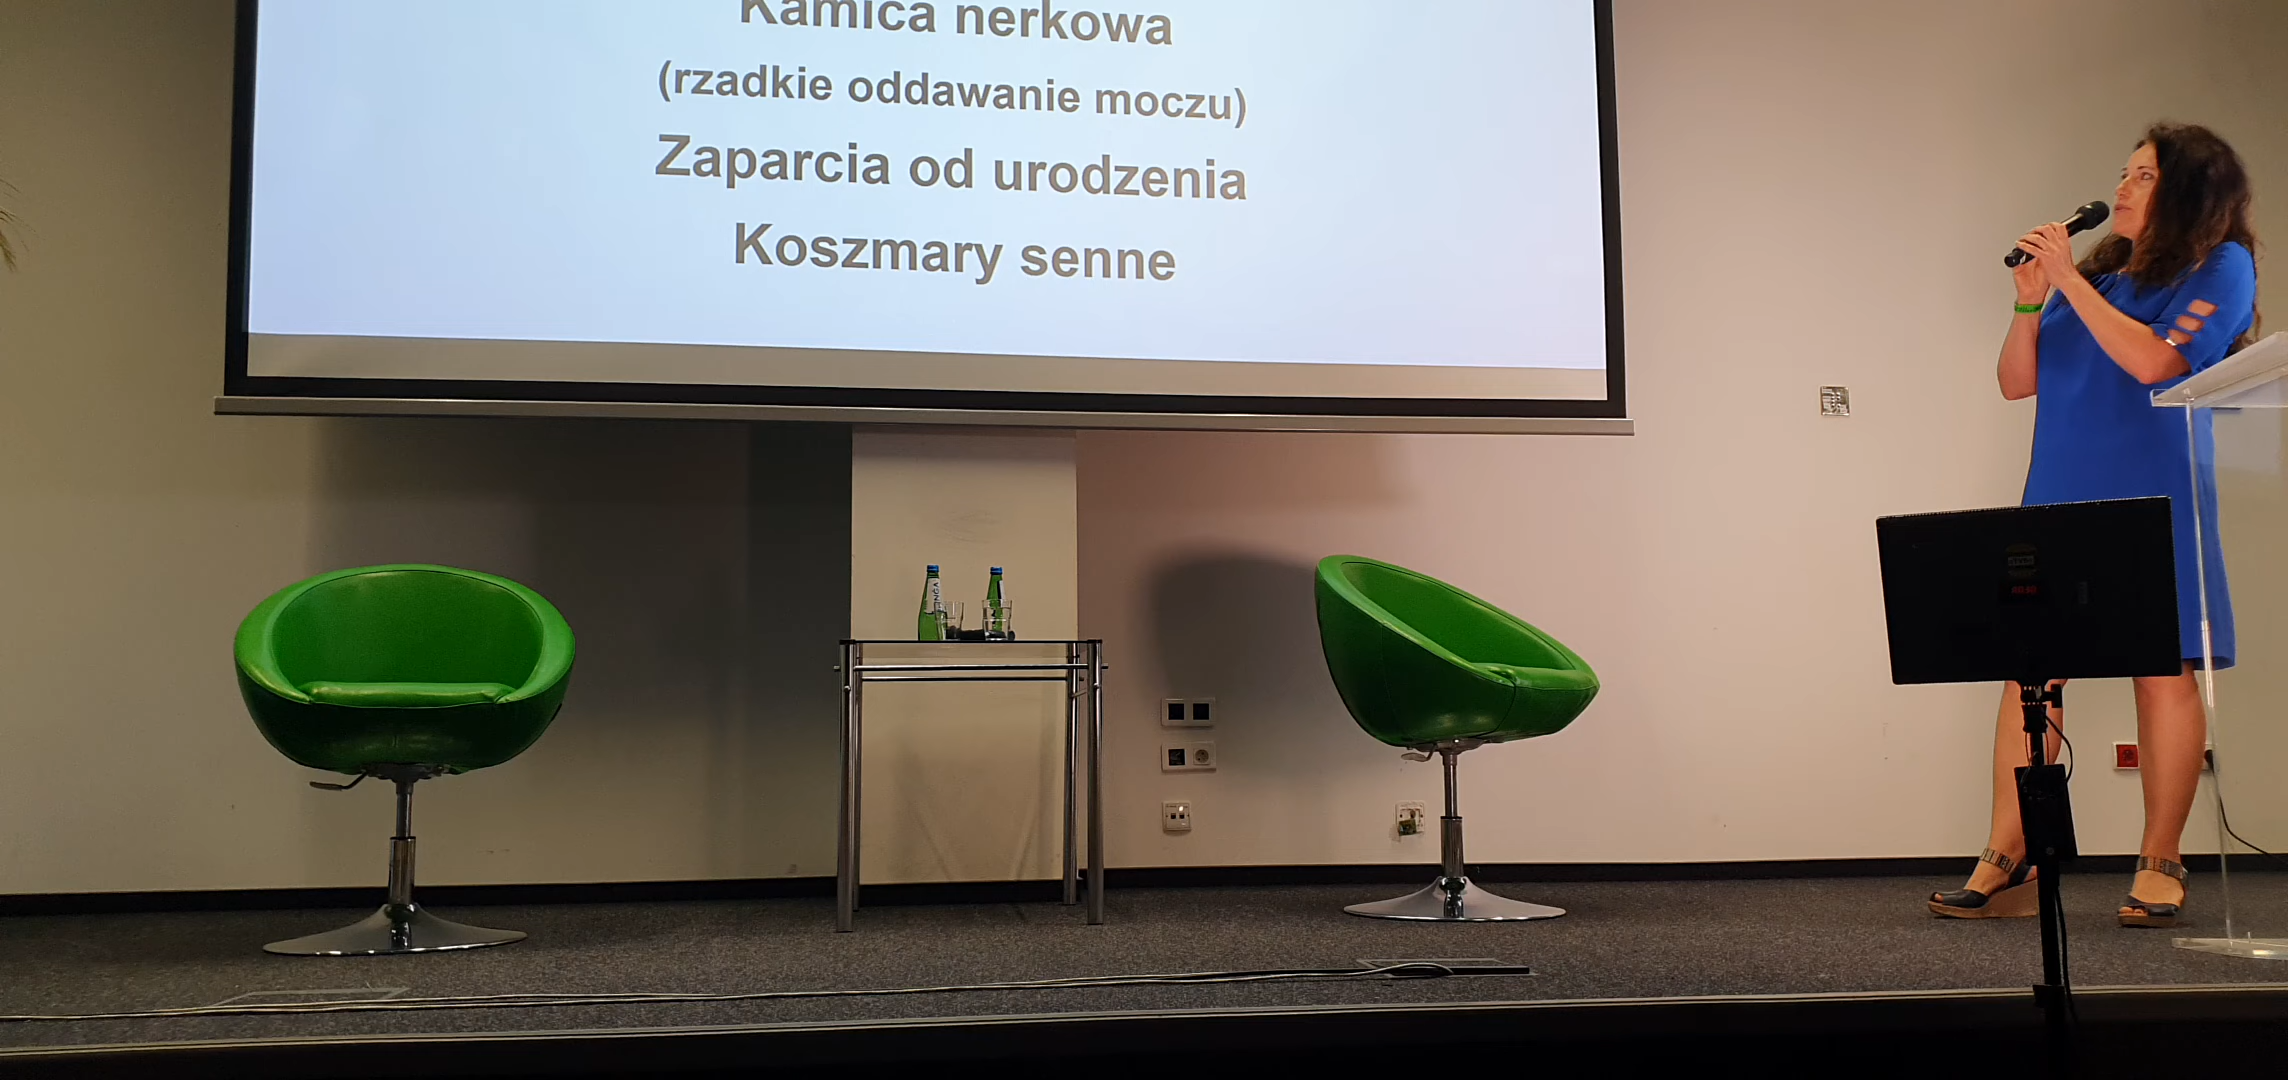 Kamica nerkowa
(rzadkie oddawanie moczu)
Zaparcia od urodzenia
Koszmary senne